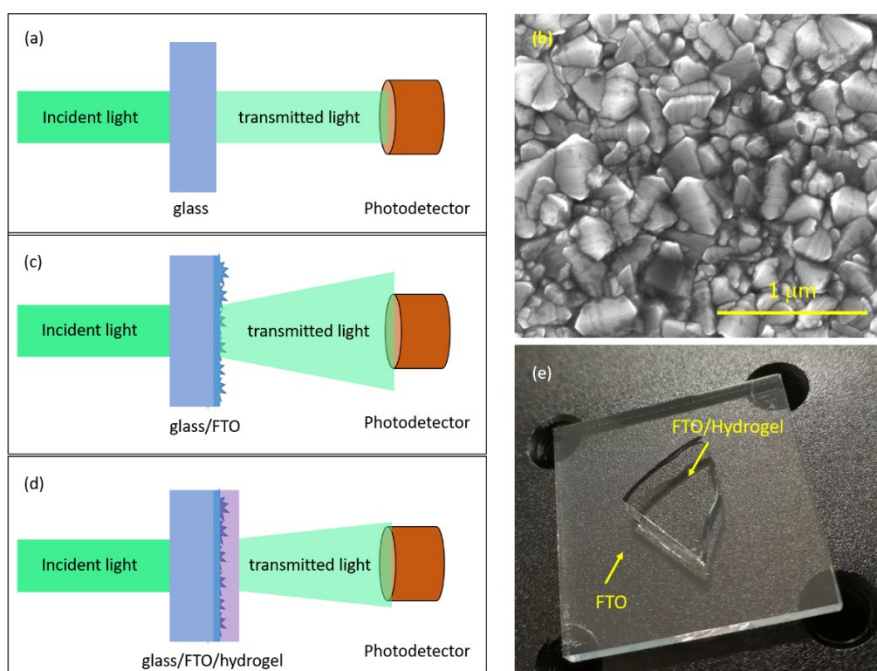 (a)
Incident light
transmitted light
glass
Photodetector
(b)
1 μm
(c)
Incident light
transmitted light
glass/FTO
Photodetector
(d)
Incident light
transmitted light
glass/FTO/hydrogel
Photodetector
(e)
FTO/Hydrogel
FTO